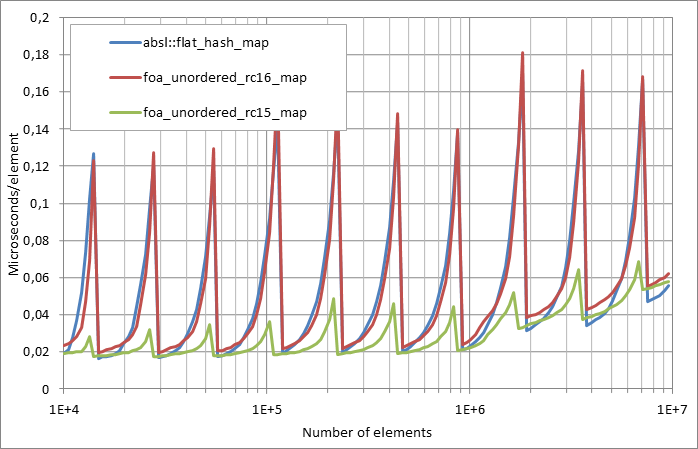 0,2
0,18
0,16
0,14
0,12
0,1
0,08
0,06
0,04
0,02
0
Microseconds/element
absl::flat_hash_map
foa_unordered_rc16_map
foa_unordered_rc15_map
1E+4
1E+5
1E+6
1E+7
Number of elements